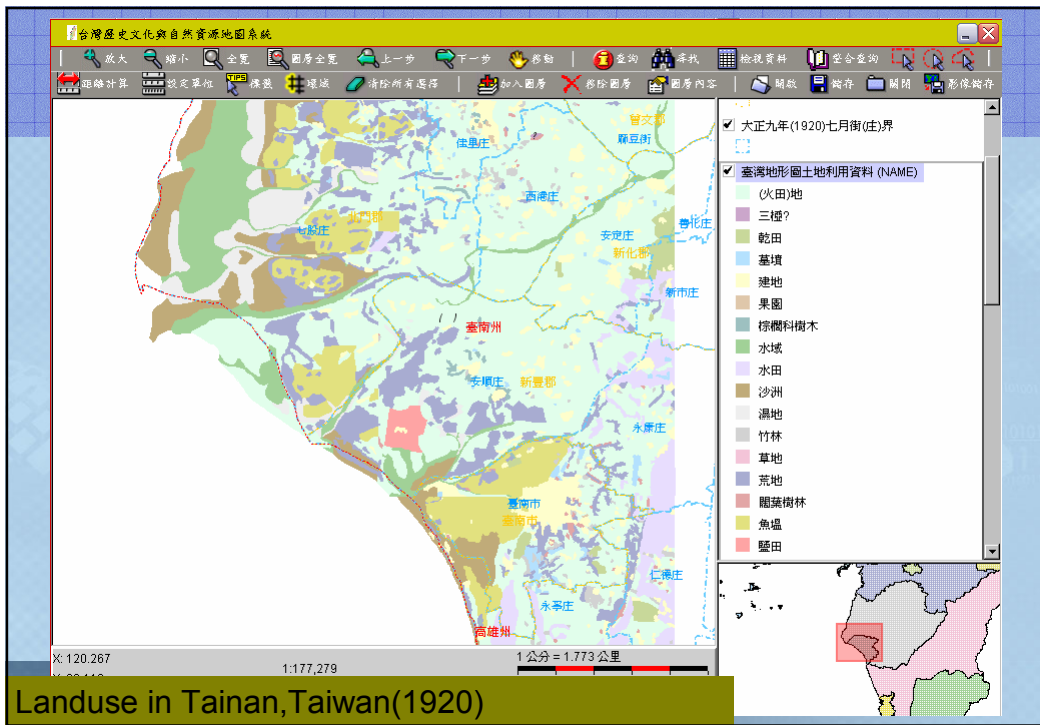 台灣歷史文化與自然資源地圖系統
放大 縮小 全覽 圖層全覽 上一步 下一步 移動 查詢 尋找 檢視資料 整合查詢
距離計算 設定單位 TIPS 標籤 環域 清除所有選擇 加入圖層 移除圖層 圖層內容 開啟 儲存 關閉 影像儲存
大正九年(1920)七月街(庄)界
臺灣地形圖土地利用資料 (NAME)
(火田)地
三椏?
乾田
墓墳
建地
果園
棕櫚科樹木
水域
水田
沙洲
濕地
竹林
草地
荒地
闊葉樹林
魚塭
鹽田
曾文郡
佳里庄
麻豆街
西港庄
北門郡
七股庄
善化庄
安定庄
新化郡
新市庄
臺南州
安順庄
新豐郡
永康庄
臺南市
臺南市
仁德庄
永寧庄
高雄州
X: 120.267
1:177,279
1 公分 = 1.773 公里
Landuse in Tainan,Taiwan(1920)